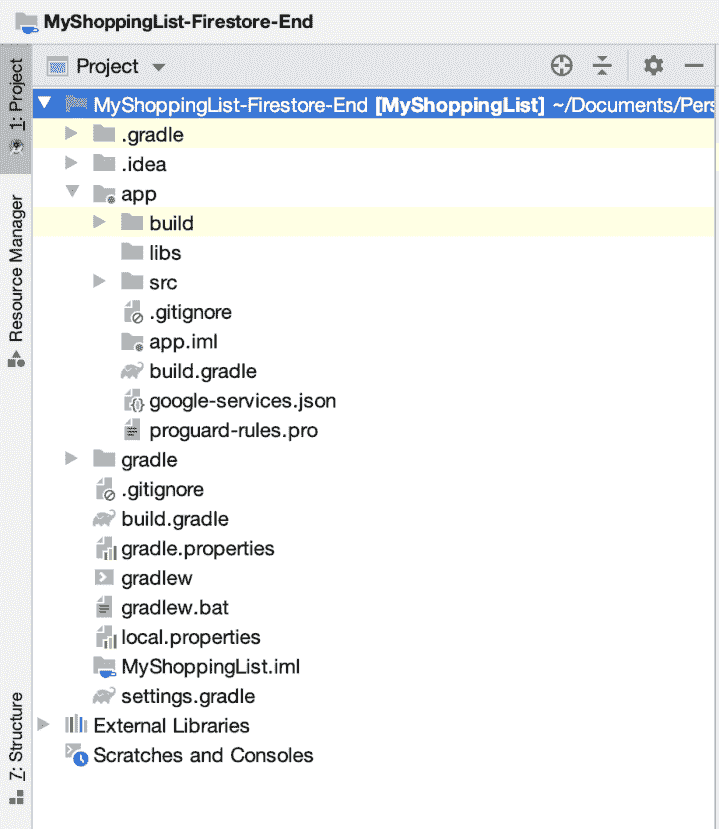 MyShoppingList-Firestore-End
Project
MyShoppingList-Firestore-End [MyShoppingList] ~/Documents/Pers
.gradle
.idea
app
build
libs
src
.gitignore
app.iml
build.gradle
google-services.json
proguard-rules.pro
gradle
.gitignore
build.gradle
gradle.properties
gradlew
gradlew.bat
local.properties
MyShoppingList.iml
settings.gradle
External Libraries
Scratches and Consoles
1: Project
Resource Manager
7: Structure